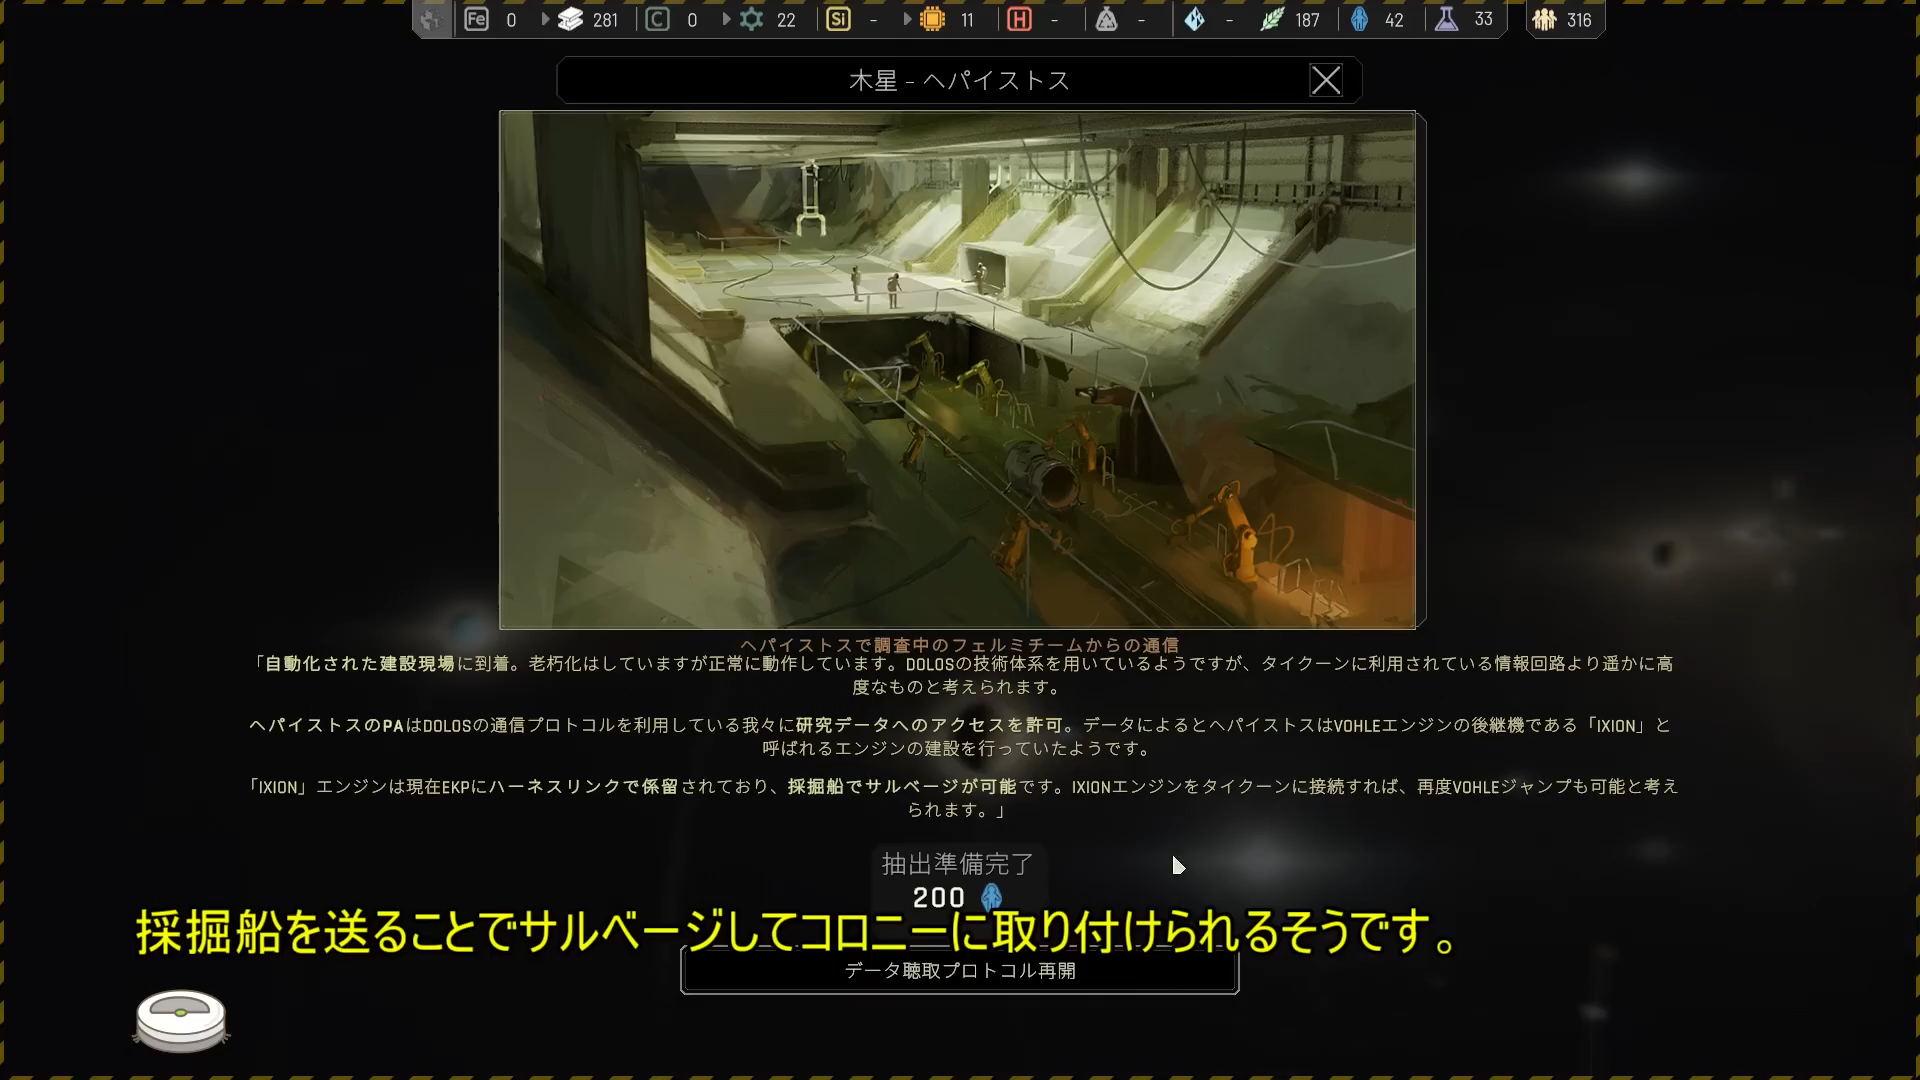 Fe 0 281 C 0 22 Si - 11 H - - - 187 42 33 316
木星 - ヘパイストス
ヘパイストスで調査中のフェルミチームからの通信
「自動化された建設現場に到着。老朽化はしていますが正常に動作しています。DOLOSの技術体系を用いているようですが、タイクーンに利用されている情報回路より遥かに高
度なものと考えられます。
ヘパイストスのPAはDOLOSの通信プロトコルを利用している我々に研究データへのアクセスを許可。データによるとヘパイストスはVOHLEエンジンの後継機である「IXION」と
呼ばれるエンジンの建設を行っていたようです。
「IXION」エンジンは現在EKPにハーネスリンクで係留されており、採掘船でサルベージが可能です。IXIONエンジンをタイクーンに接続すれば、再度VOHLEジャンプも可能と考え
られます。」
抽出準備完了
200
採掘船を送ることでサルベージしてコロニーに取り付けられるそうです。
データ聴取プロトコル再開